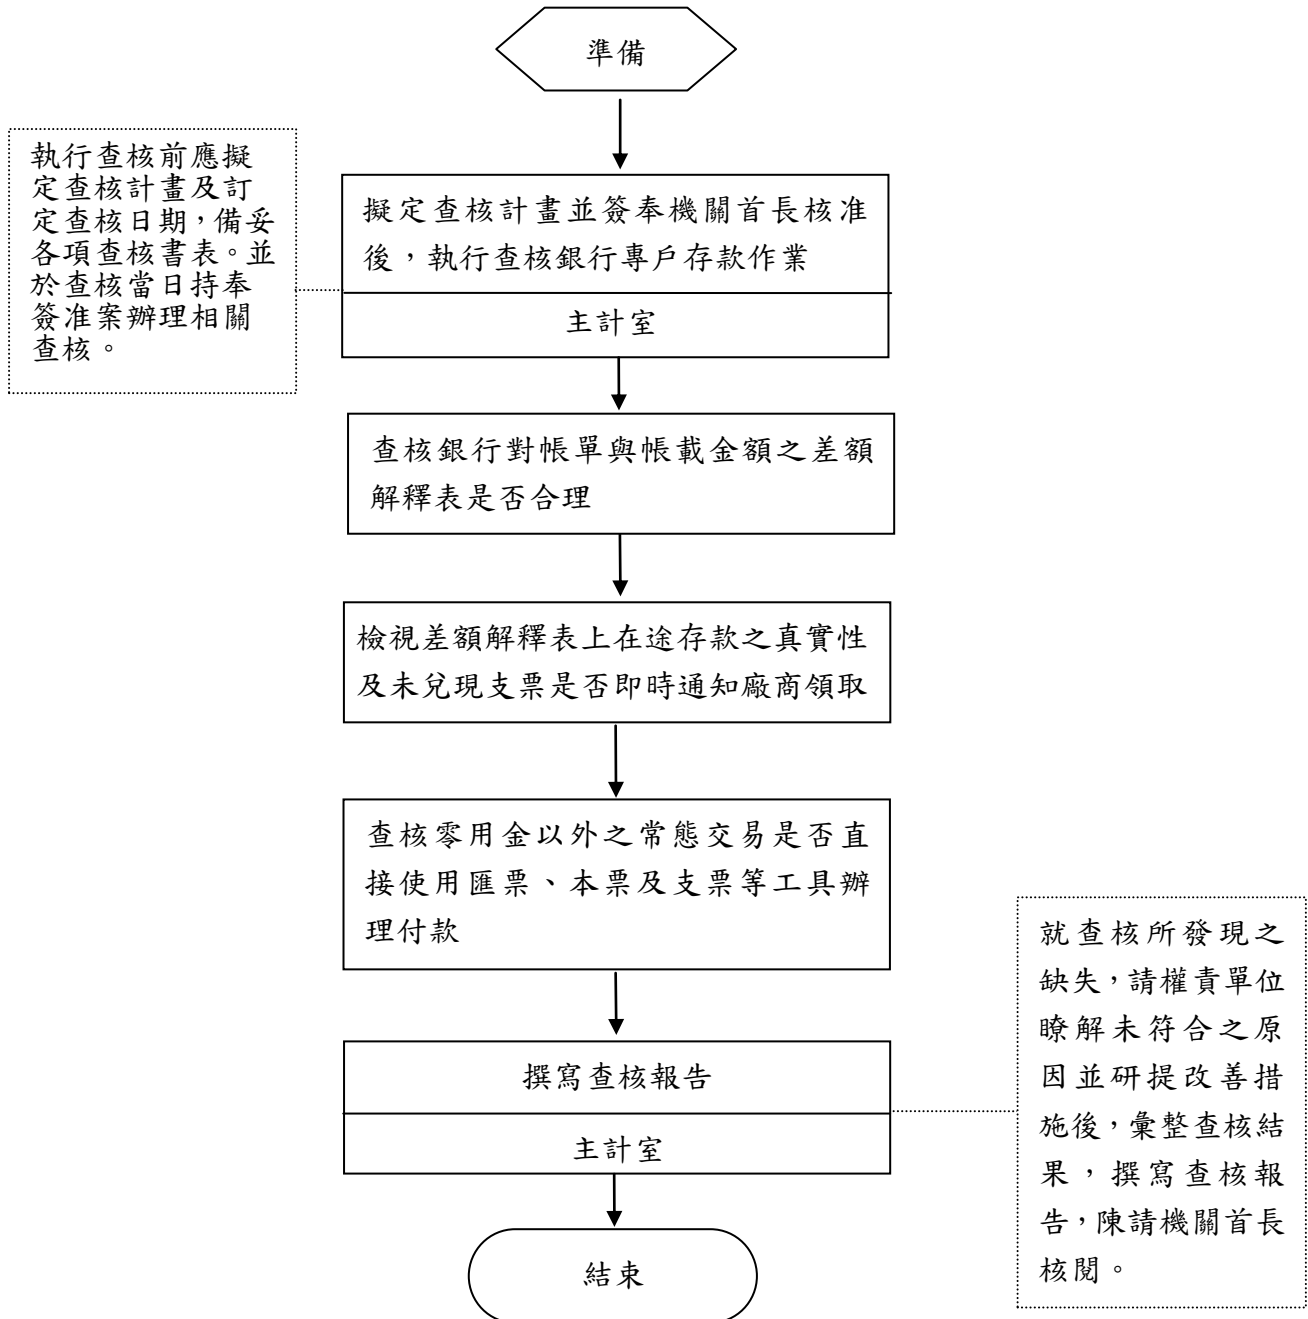 準備
執行查核前應擬
定查核計畫及訂
定查核日期，備妥
各項查核書表。並
於查核當日持奉
簽准案辦理相關
查核。
擬定查核計畫並簽奉機關首長核准
後，執行查核銀行專戶存款作業
主計室
查核銀行對帳單與帳載金額之差額
解釋表是否合理
檢視差額解釋表上在途存款之真實性
及未兌現支票是否即時通知廠商領取
查核零用金以外之常態交易是否直
接使用匯票、本票及支票等工具辦
理付款
撰寫查核報告
主計室
就查核所發現之
缺失，請權責單位
瞭解未符合之原
因並研提改善措
施後，彙整查核結
果，撰寫查核報
告，陳請機關首長
核閱。
結束